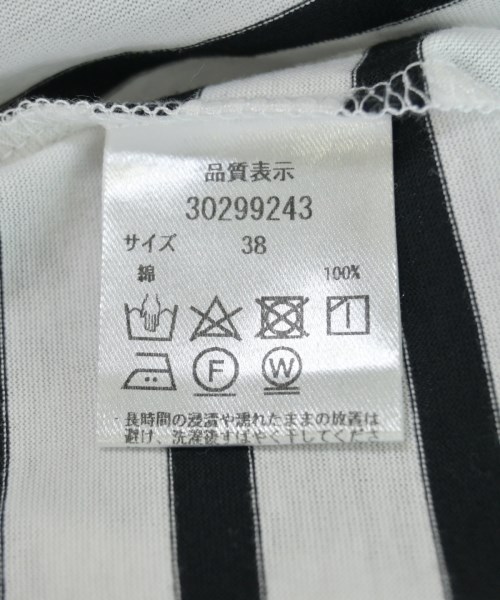 品質表示
30299243
サイズ 38
綿 100%
F W
・長時間の浸漬や濡れたままの放置は
避け、洗濯後すばやく干してくださ